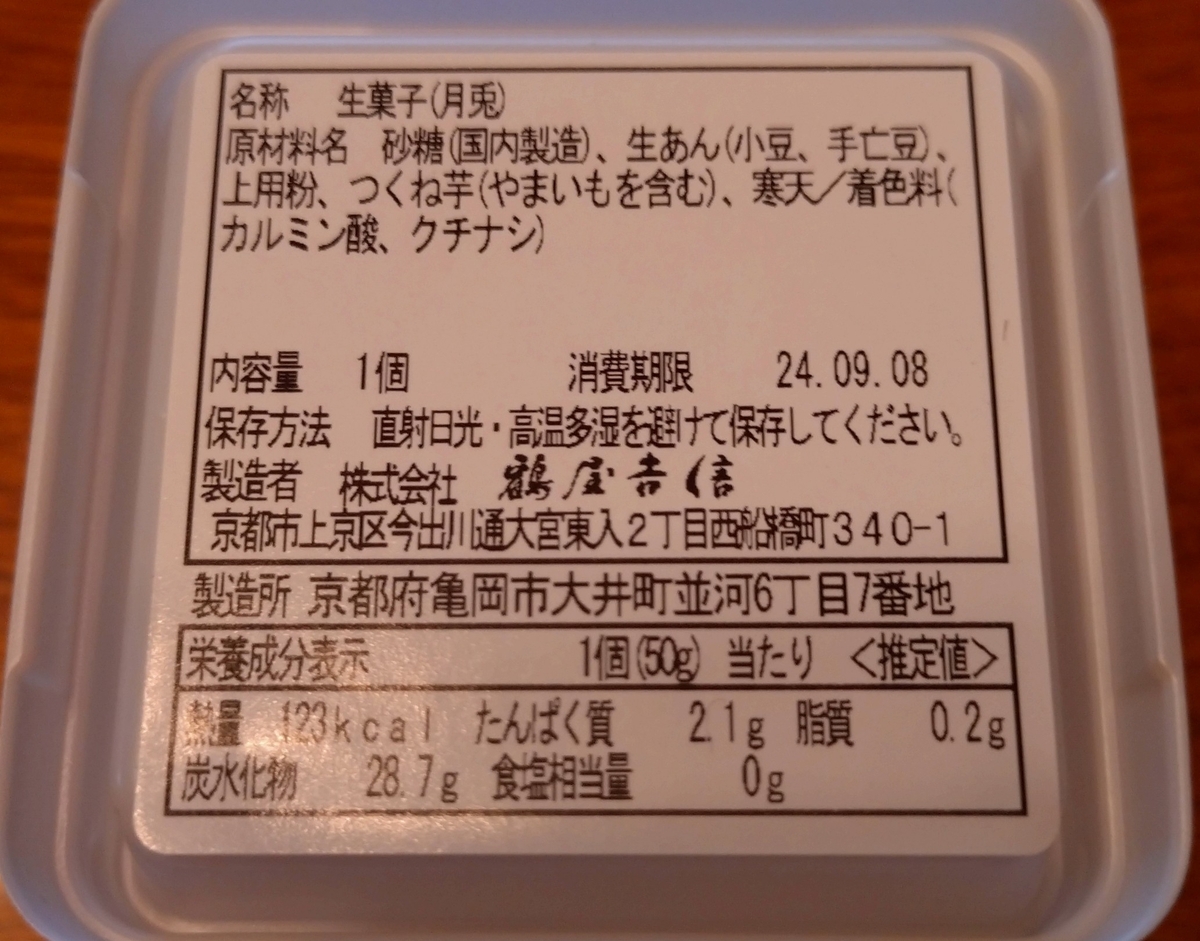 名称 生菓子(月兎)
原材料名 砂糖(国内製造)、生あん(小豆、手亡豆)、
上用粉、つくね芋(やまいもを含む)、寒天／着色料(
カルミン酸、クチナシ)
内容量 1個 消費期限 24.09.08
保存方法 直射日光・高温多湿を避けて保存してください。
製造者 株式会社 鶴屋吉信
京都市上京区今出川通大宮東入2丁目西船橋町340-1
製造所 京都府亀岡市大井町並河6丁目7番地
栄養成分表示 1個(50g) 当たり ＜推定値＞
熱量 123kcal たんぱく質 2.1g 脂質 0.2g
炭水化物 28.7g 食塩相当量 0g